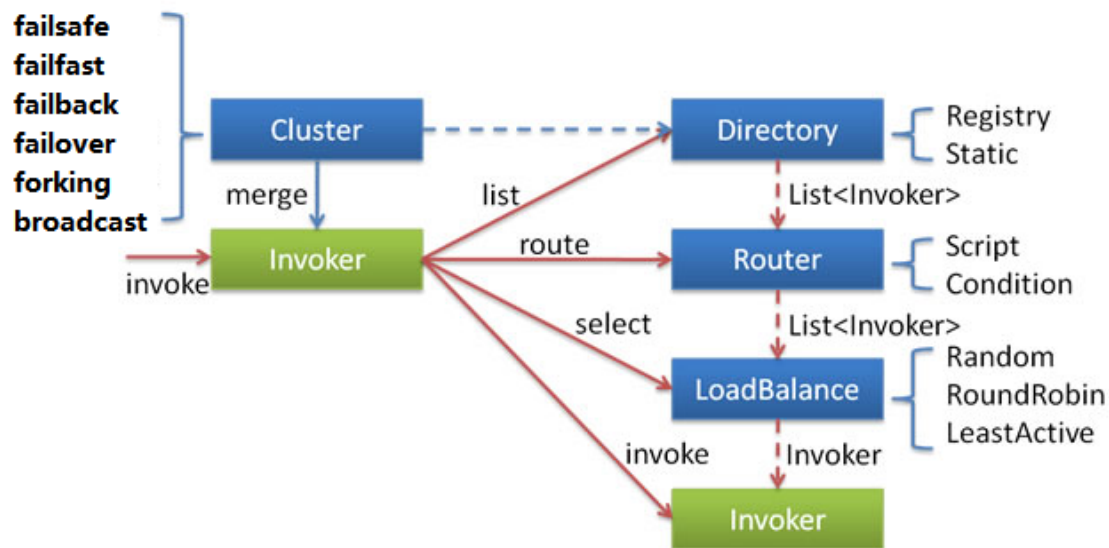 failsafe
failfast
failback
failover
forking
broadcast
Cluster
Directory
Registry
Static
merge
list
List<Invoker>
invoke
Invoker
route
Router
Script
Condition
select
List<Invoker>
LoadBalance
Random
RoundRobin
LeastActive
invoke
Invoker
Invoker